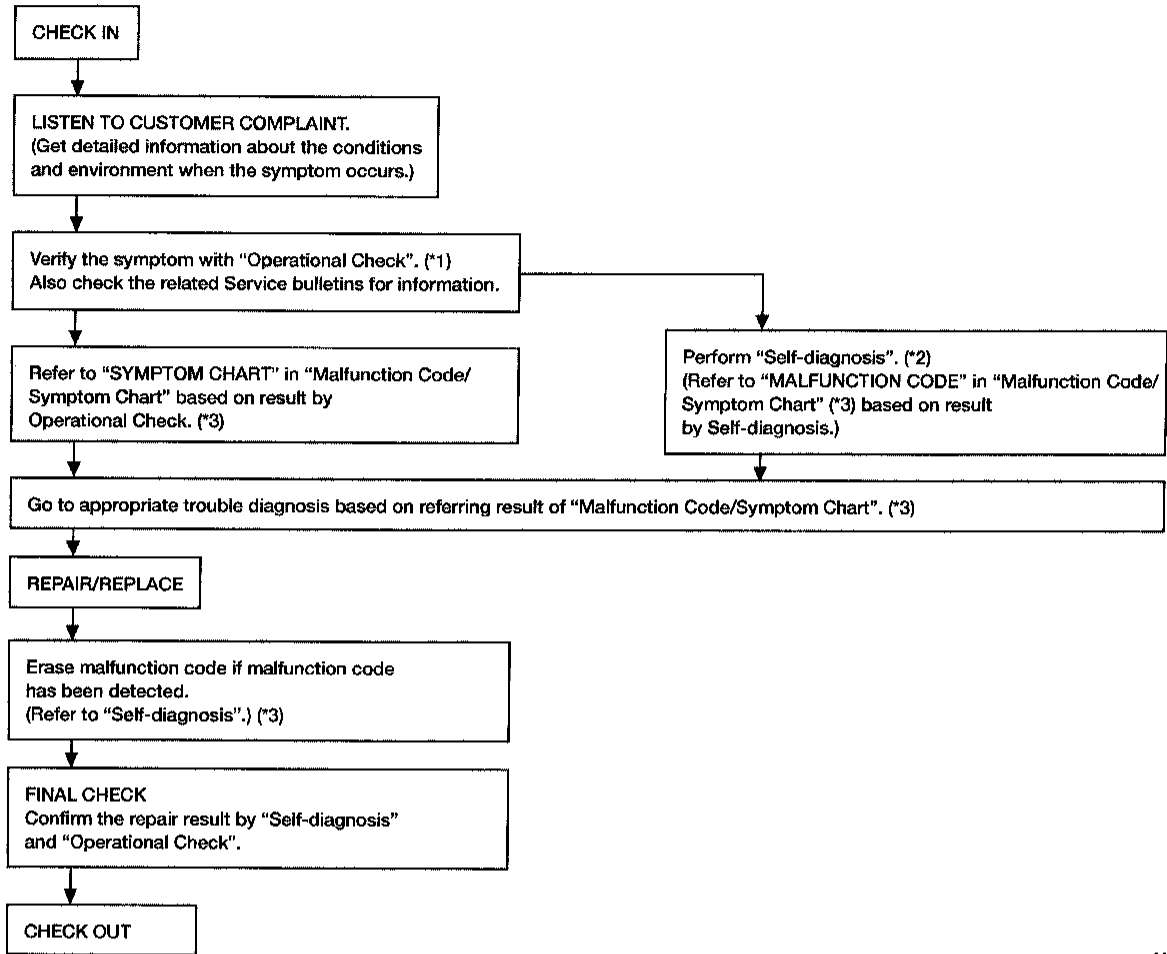 CHECK IN
LISTEN TO CUSTOMER COMPLAINT.
(Get detailed information about the conditions
and environment when the symptom occurs.)
Verify the symptom with “Operational Check”. (*1)
Also check the related Service bulletins for information.
Refer to “SYMPTOM CHART” in “Malfunction Code/
Symptom Chart” based on result by
Operational Check. (*3)
Perform “Self-diagnosis”. (*2)
(Refer to “MALFUNCTION CODE” in “Malfunction Code/
Symptom Chart” (*3) based on result
by Self-diagnosis.)
Go to appropriate trouble diagnosis based on referring result of “Malfunction Code/Symptom Chart”. (*3)
REPAIR/REPLACE
Erase malfunction code if malfunction code
has been detected.
(Refer to “Self-diagnosis”.) (*3)
FINAL CHECK
Confirm the repair result by “Self-diagnosis”
and “Operational Check”.
CHECK OUT